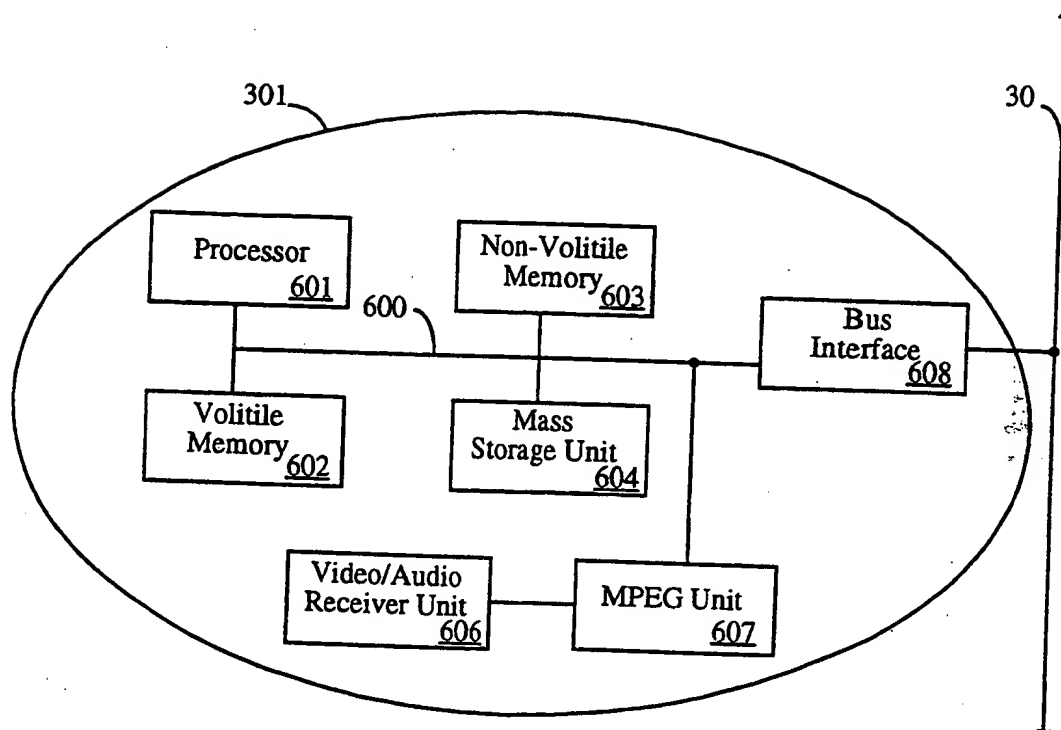 301
30
Processor
601
Non-Volitile
Memory
603
600
Bus
Interface
608
Volitile
Memory
602
Mass
Storage Unit
604
Video/Audio
Receiver Unit
606
MPEG Unit
607